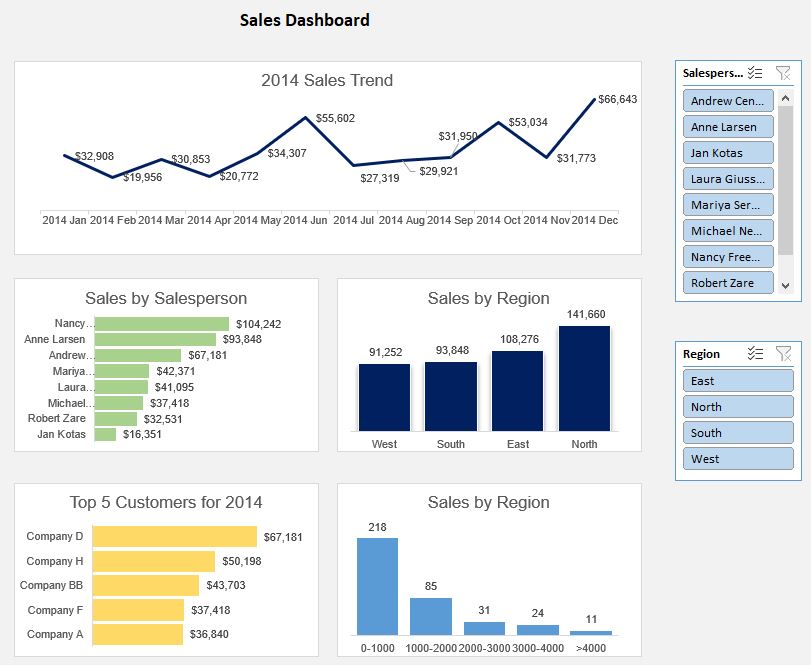 Sales Dashboard
2014 Sales Trend
$32,908
$19,956
$30,853
$20,772
$34,307
$55,602
$27,319
$29,921
$31,950
$53,034
$31,773
$66,643
2014 Jan 2014 Feb 2014 Mar 2014 Apr 2014 May 2014 Jun 2014 Jul 2014 Aug 2014 Sep 2014 Oct 2014 Nov 2014 Dec
Salespers...
Andrew Cen...
Anne Larsen
Jan Kotas
Laura Giuss...
Mariya Ser...
Michael Ne...
Nancy Free...
Robert Zare
Sales by Salesperson
Nancy... $104,242
Anne Larsen $93,848
Andrew... $67,181
Mariya... $42,371
Laura... $41,095
Michael... $37,418
Robert Zare $32,531
Jan Kotas $16,351
Sales by Region
91,252 93,848 108,276 141,660
West South East North
Region
East
North
South
West
Top 5 Customers for 2014
Company D $67,181
Company H $50,198
Company BB $43,703
Company F $37,418
Company A $36,840
Sales by Region
218 85 31 24 11
0-1000 1000-2000 2000-3000 3000-4000 >4000